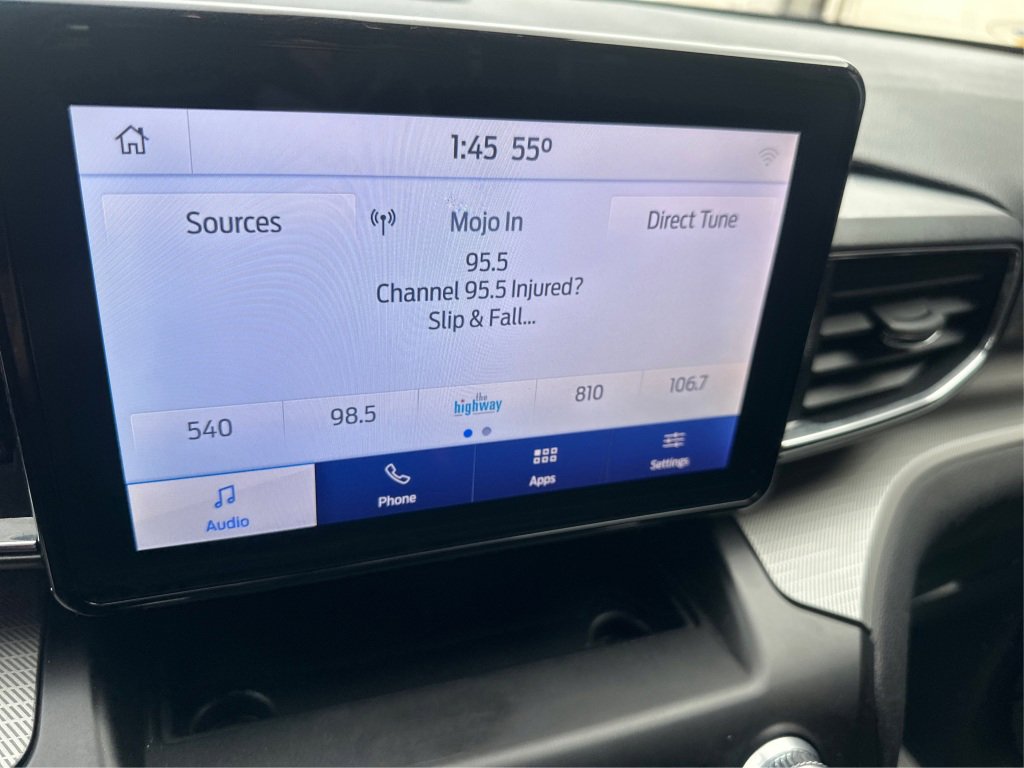 1:45 55º
Sources
Mojo In
Direct Tune
95.5
Channel 95.5 Injured?
Slip & Fall...
540
98.5
the
highway
810
106.7
Audio
Phone
Apps
Settings